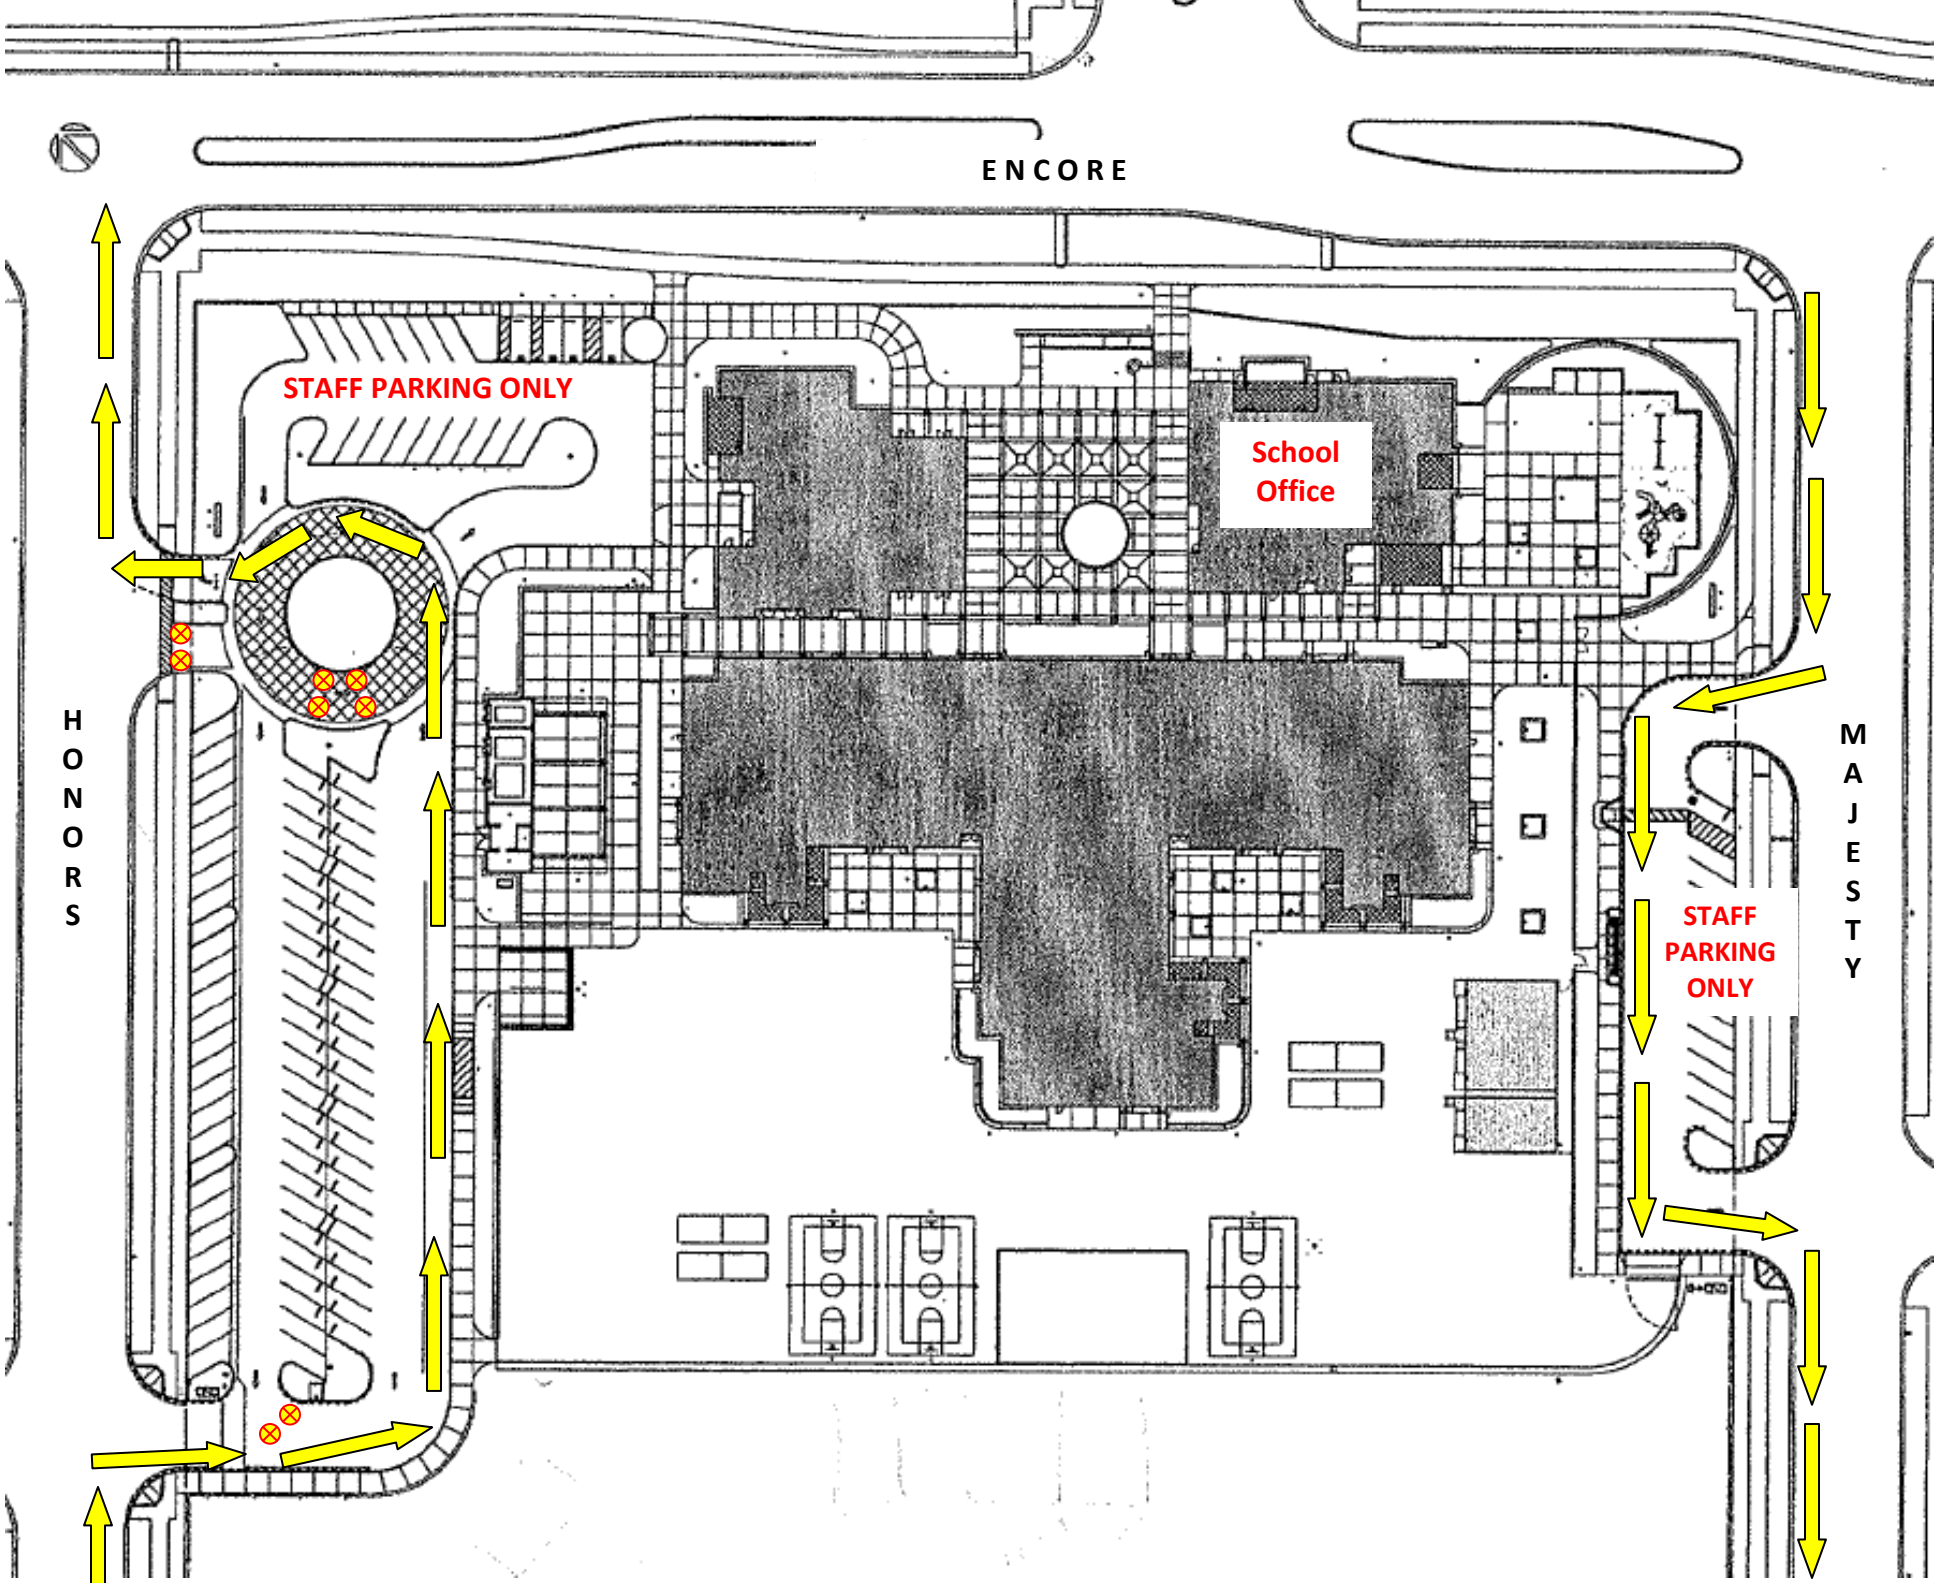 ENCORE
STAFF PARKING ONLY
School
Office
HONORS
MAJESTY
STAFF
PARKING
ONLY